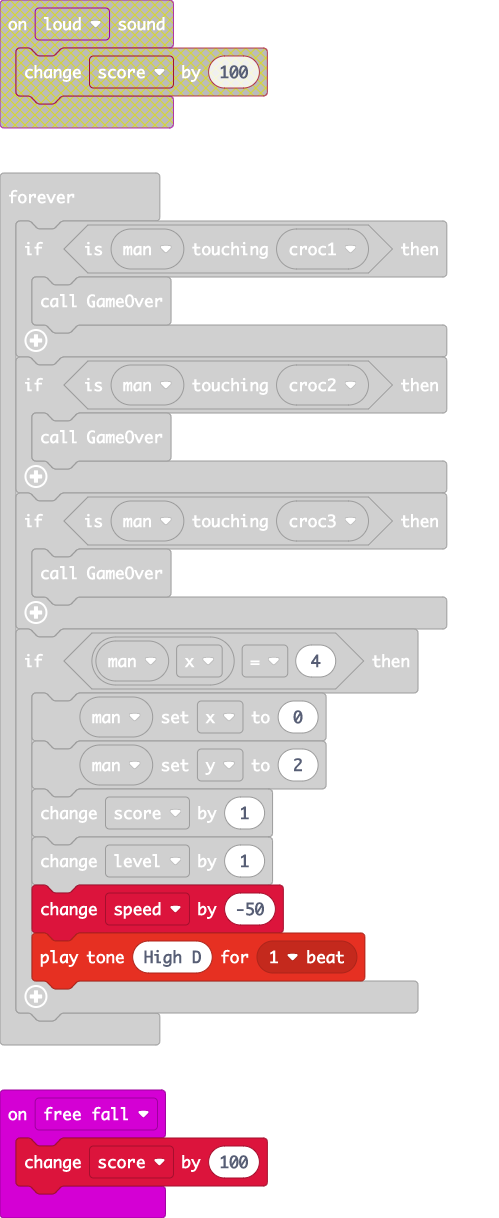 on loud sound
change score by 100
forever
if is man touching croc1 then
call GameOver
if is man touching croc2 then
call GameOver
if is man touching croc3 then
call GameOver
if man x = 4 then
man set x to 0
man set y to 2
change score by 1
change level by 1
change speed by -50
play tone High D for 1 beat
on free fall
change score by 100